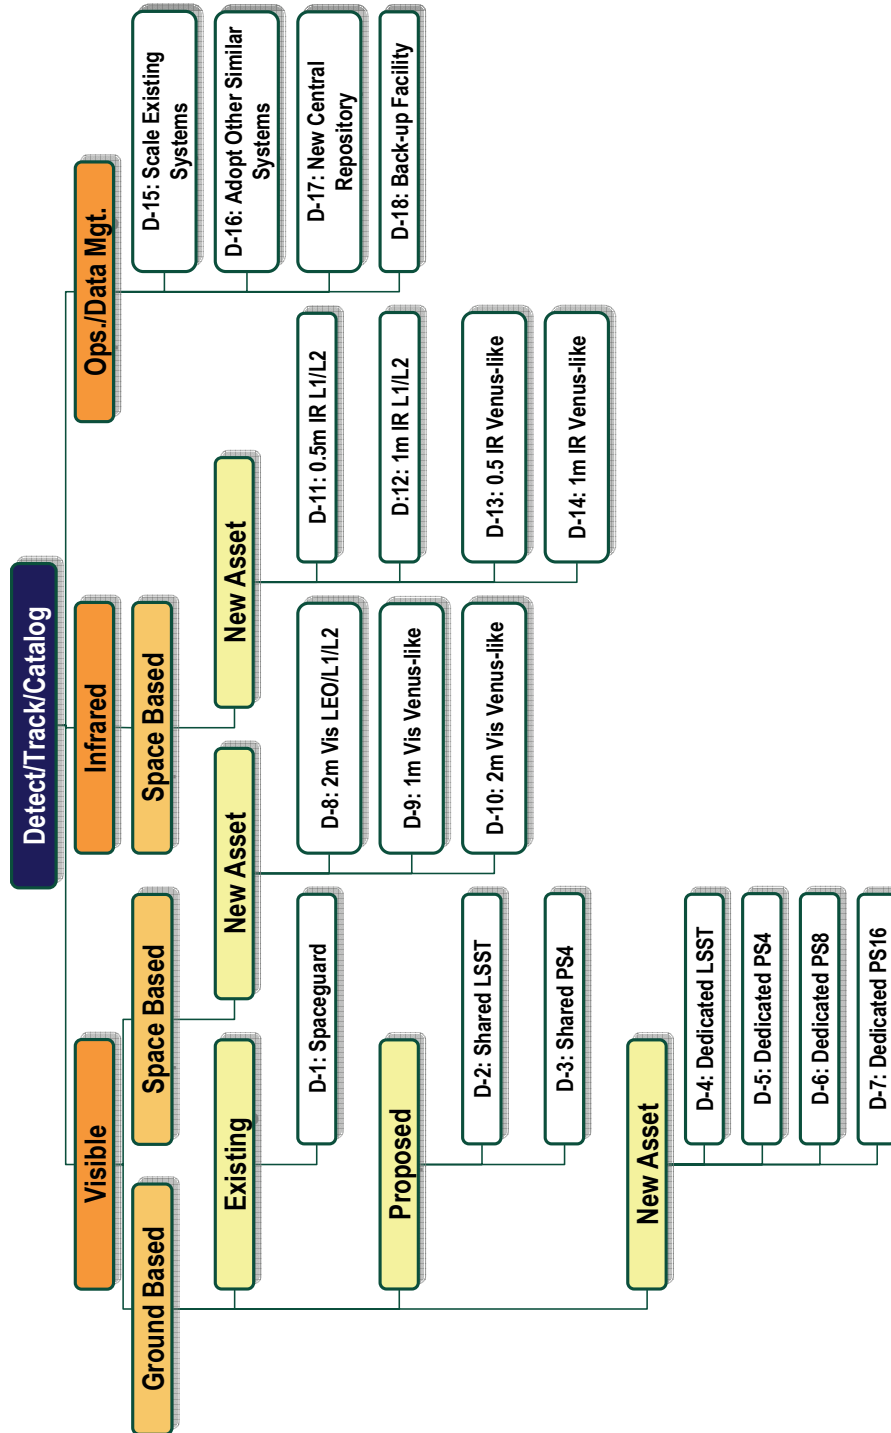 Detect/Track/Catalog
Visible
Ground Based
Existing
D-1: Spaceguard
Proposed
D-2: Shared LSST
D-3: Shared PS4
New Asset
D-4: Dedicated LSST
D-5: Dedicated PS4
D-6: Dedicated PS8
D-7: Dedicated PS16
Space Based
New Asset
D-8: 2m Vis LEO/L1/L2
D-9: 1m Vis Venus-like
D-10: 2m Vis Venus-like
Infrared
Space Based
New Asset
D-11: 0.5m IR L1/L2
D:12: 1m IR L1/L2
D-13: 0.5 IR Venus-like
D-14: 1m IR Venus-like
Ops./Data Mgt.
D-15: Scale Existing
Systems
D-16: Adopt Other Similar
Systems
D-17: New Central
Repository
D-18: Back-up Facility